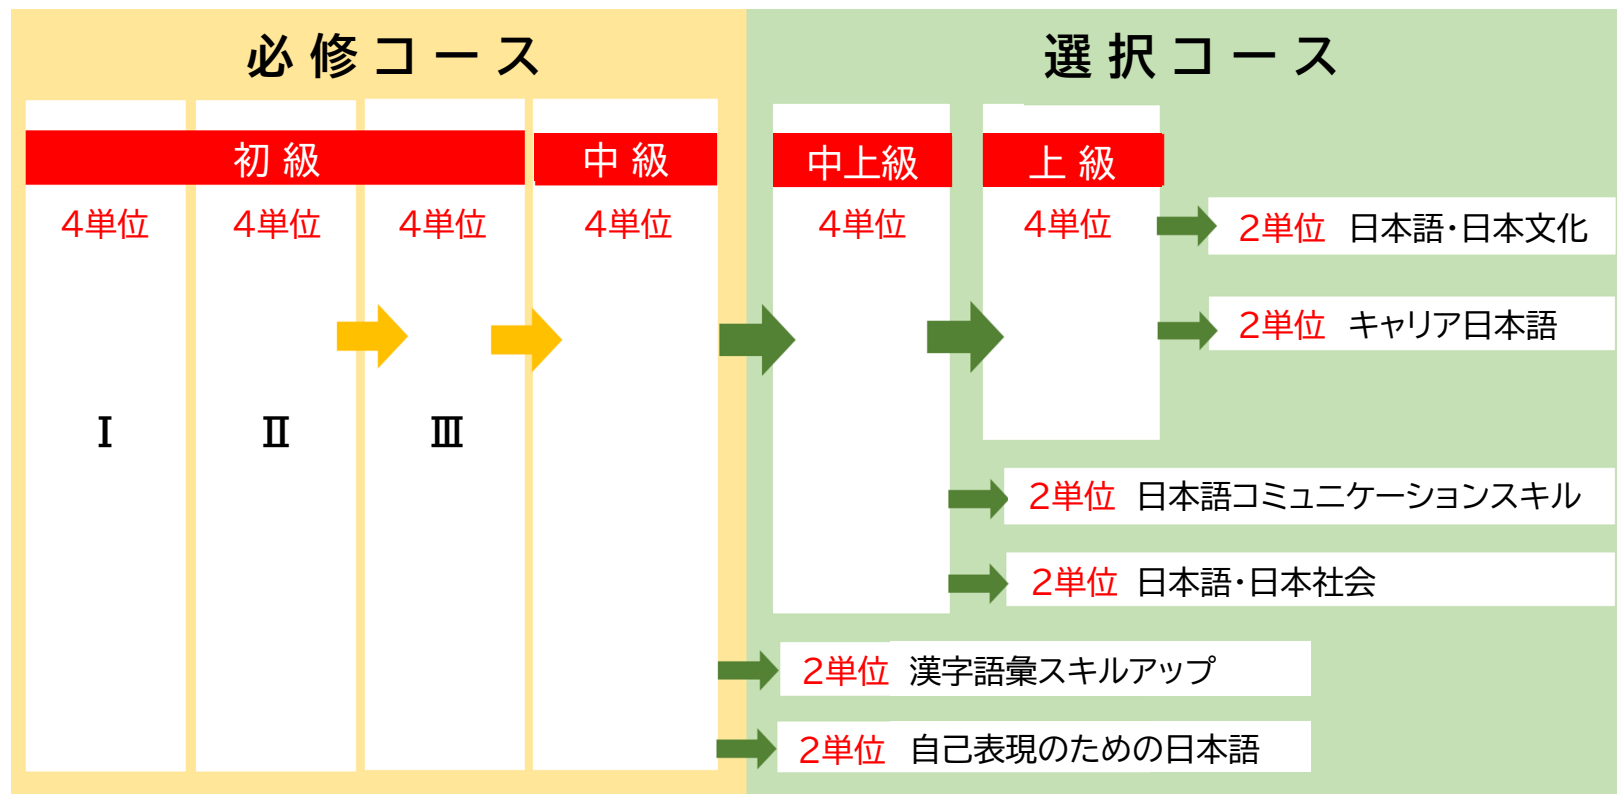 必修コース
選択コース
初級
中級
中上級
上級
4単位
4単位
4単位
4単位
4単位
4単位
2単位 日本語・日本文化
2単位 キャリア日本語
Ⅰ
Ⅱ
Ⅲ
2単位 日本語コミュニケーションスキル
2単位 日本語・日本社会
2単位 漢字語彙スキルアップ
2単位 自己表現のための日本語